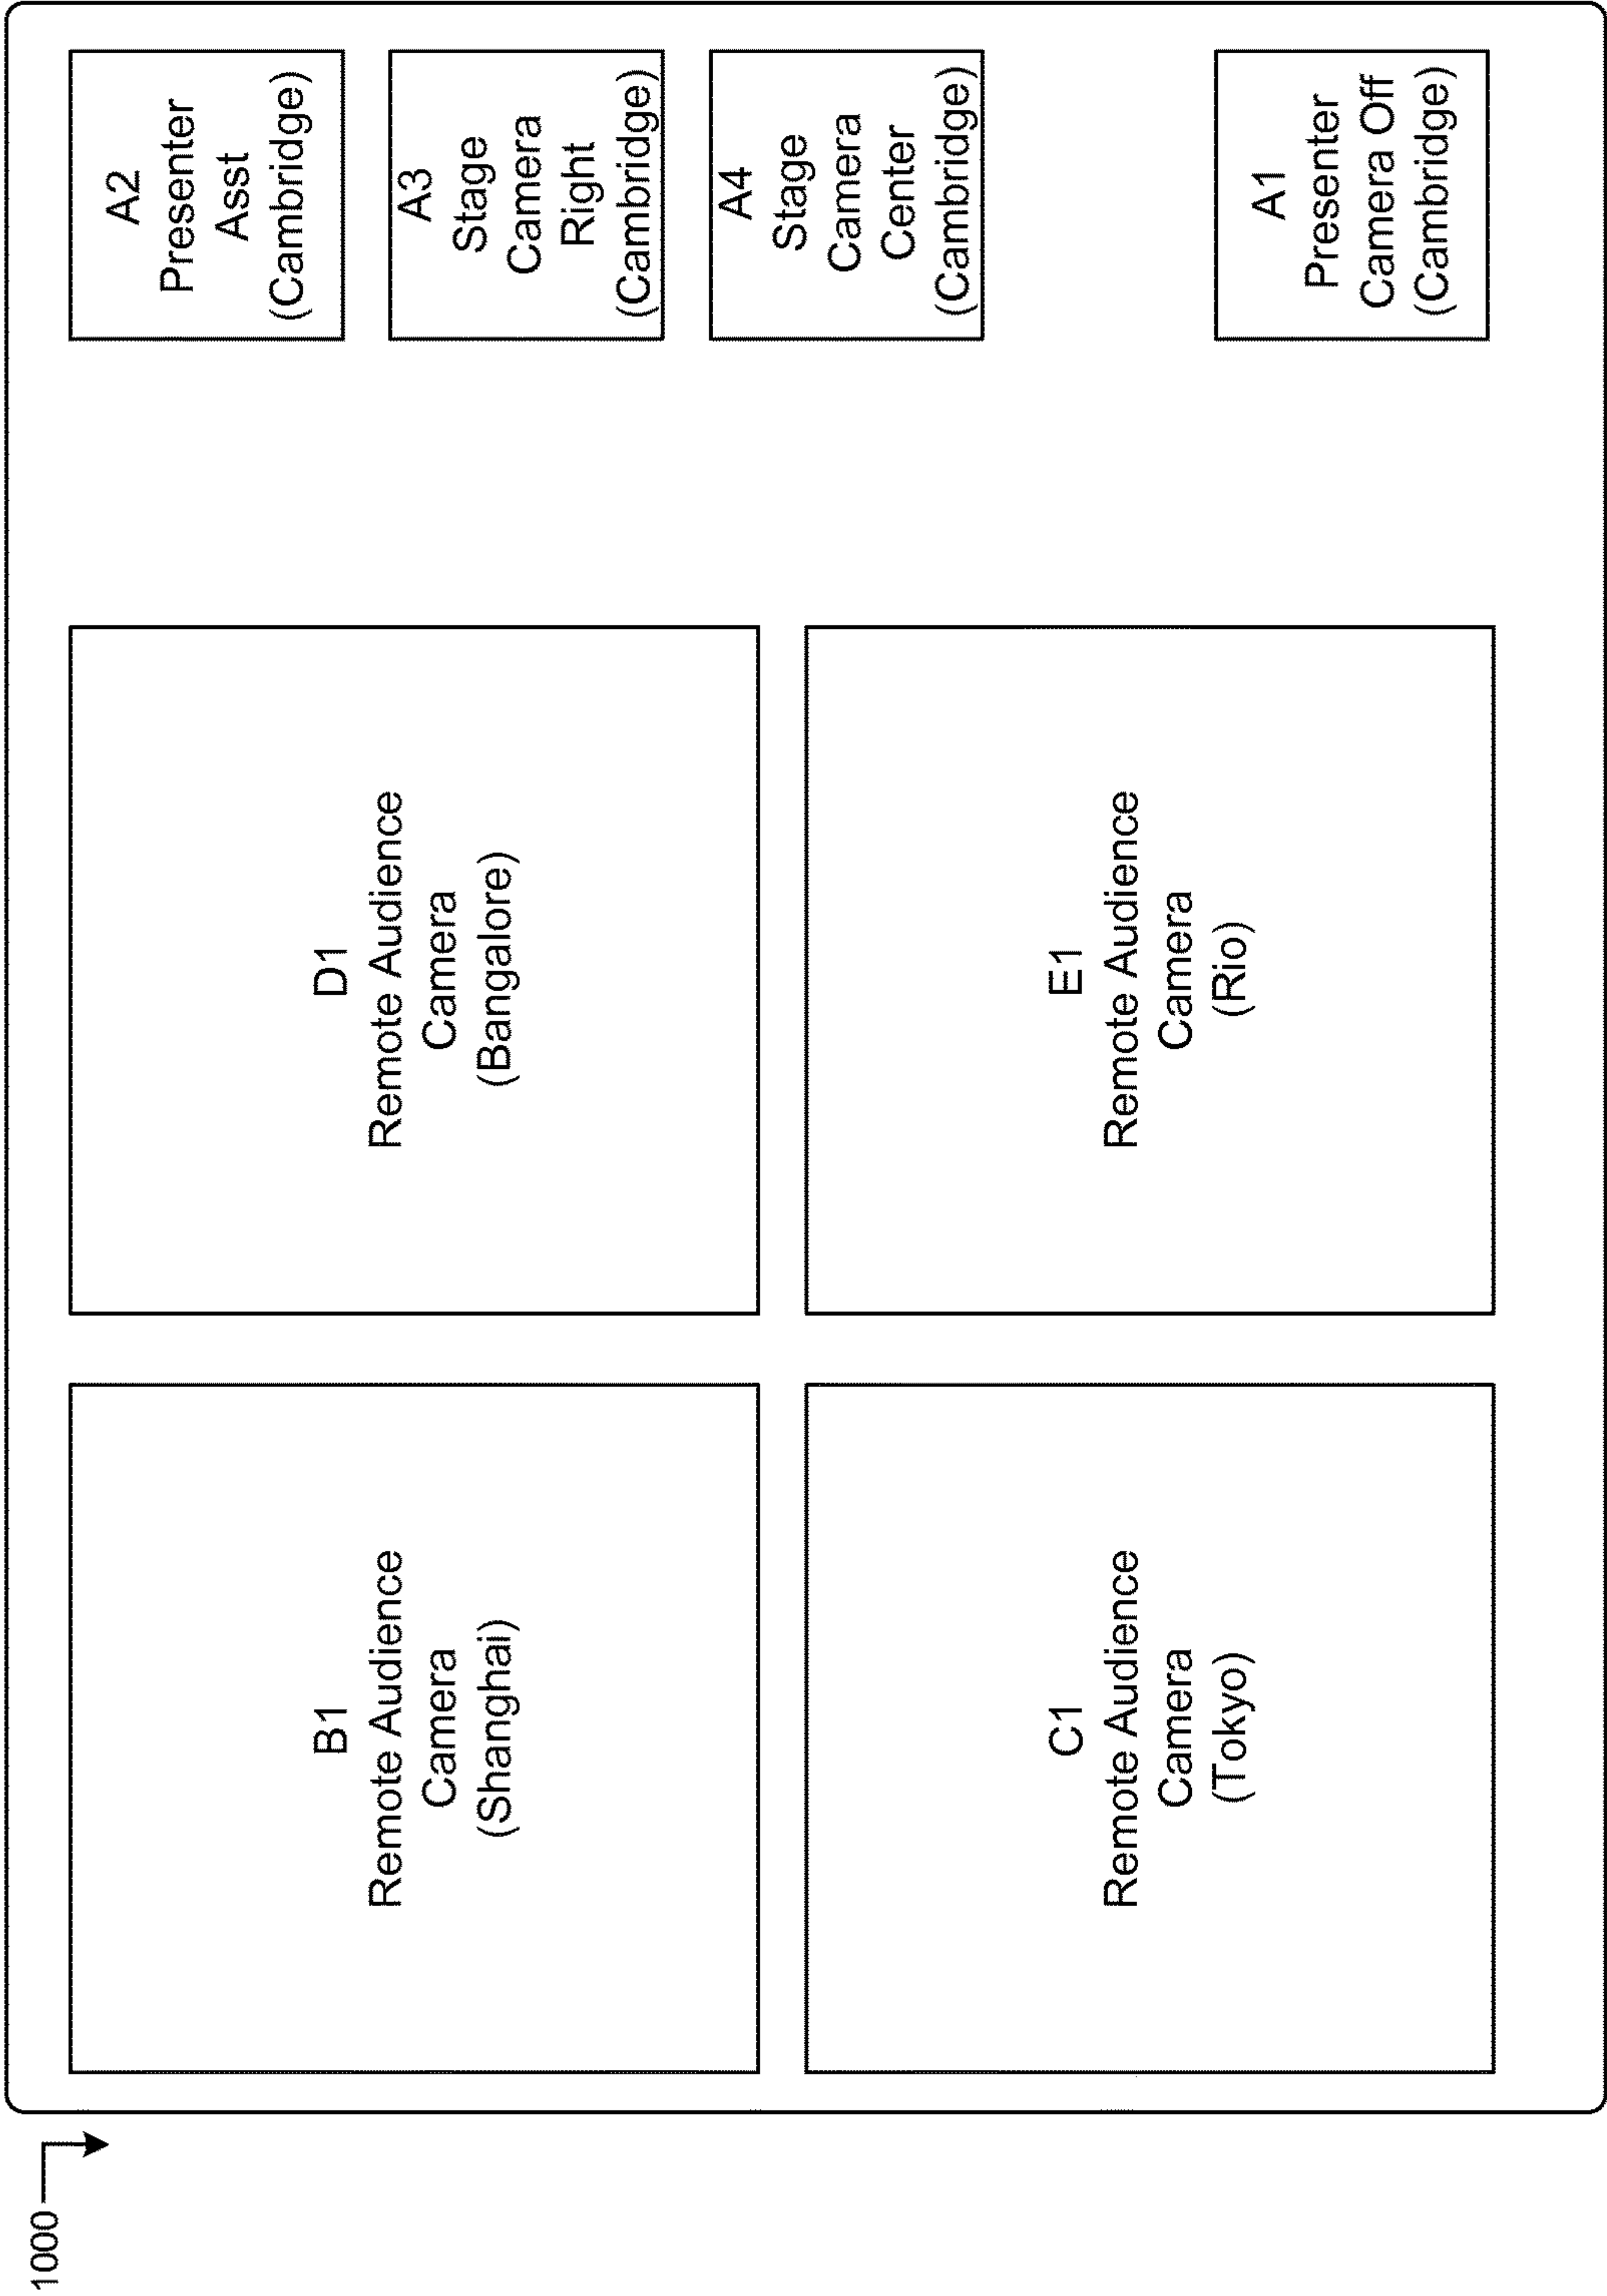 1000
B1
Remote Audience
Camera
(Shanghai)
D1
Remote Audience
Camera
(Bangalore)
A2
Presenter
Asst
(Cambridge)
A3
Stage
Camera
Right
(Cambridge)
A4
Stage
Camera
Center
(Cambridge)
C1
Remote Audience
Camera
(Tokyo)
E1
Remote Audience
Camera
(Rio)
A1
Presenter
Camera Off
(Cambridge)